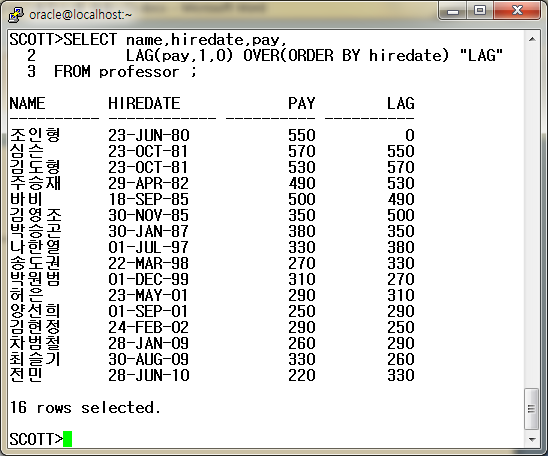 oracle@localhost:~
SCOTT>SELECT name,hiredate,pay,
2 LAG(pay,1,0) OVER(ORDER BY hiredate) "LAG"
3 FROM professor ;
NAME HIREDATE PAY LAG
---------- ----------- ---------- ----------
조인형 23-JUN-80 550 0
심슨 23-OCT-81 570 550
김도형 23-OCT-81 530 570
주승재 29-APR-82 490 530
바비 18-SEP-85 500 490
김영조 30-NOV-85 350 500
박승곤 30-JAN-87 380 350
나한열 01-JUL-97 330 380
송도권 22-MAR-98 270 330
박원범 01-DEC-99 310 270
허은 23-MAY-01 290 310
양선희 01-SEP-01 250 290
김현정 24-FEB-02 290 250
차범철 28-JAN-09 260 290
최슬기 30-AUG-09 330 260
전민 28-JUN-10 220 330
16 rows selected.
SCOTT>